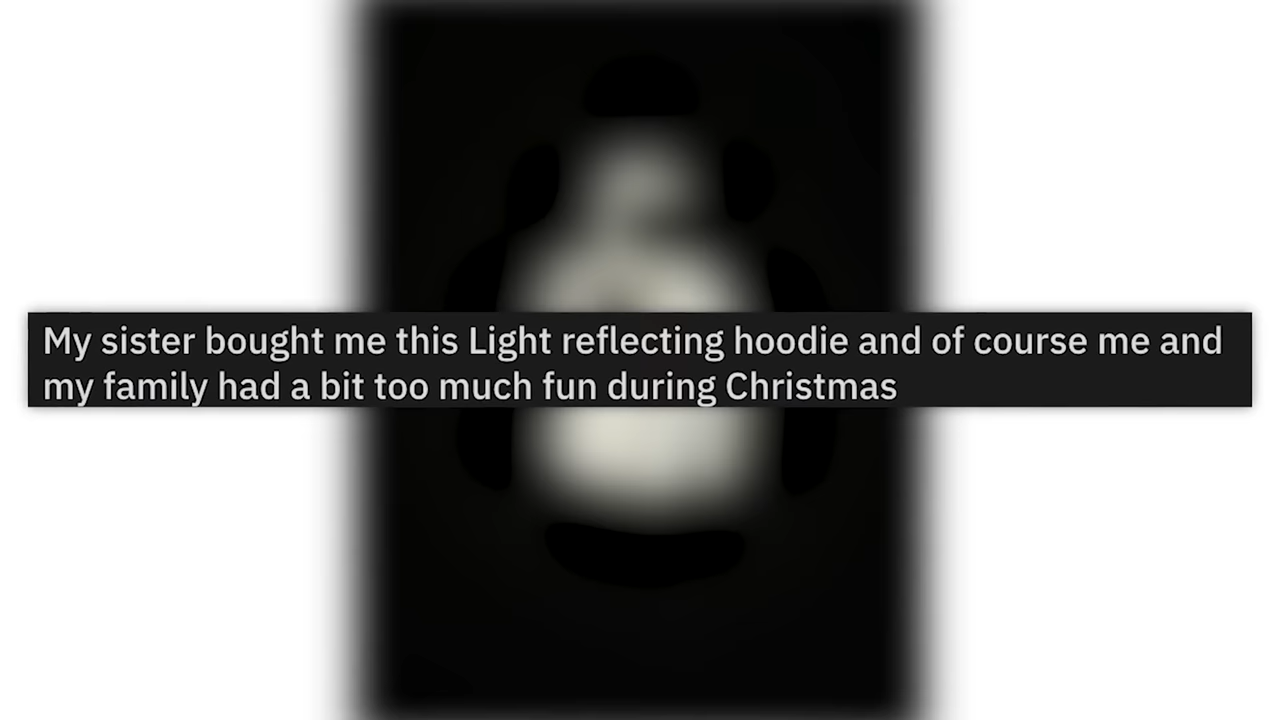 My sister bought me this Light reflecting hoodie and of course me and
my family had a bit too much fun during Christmas